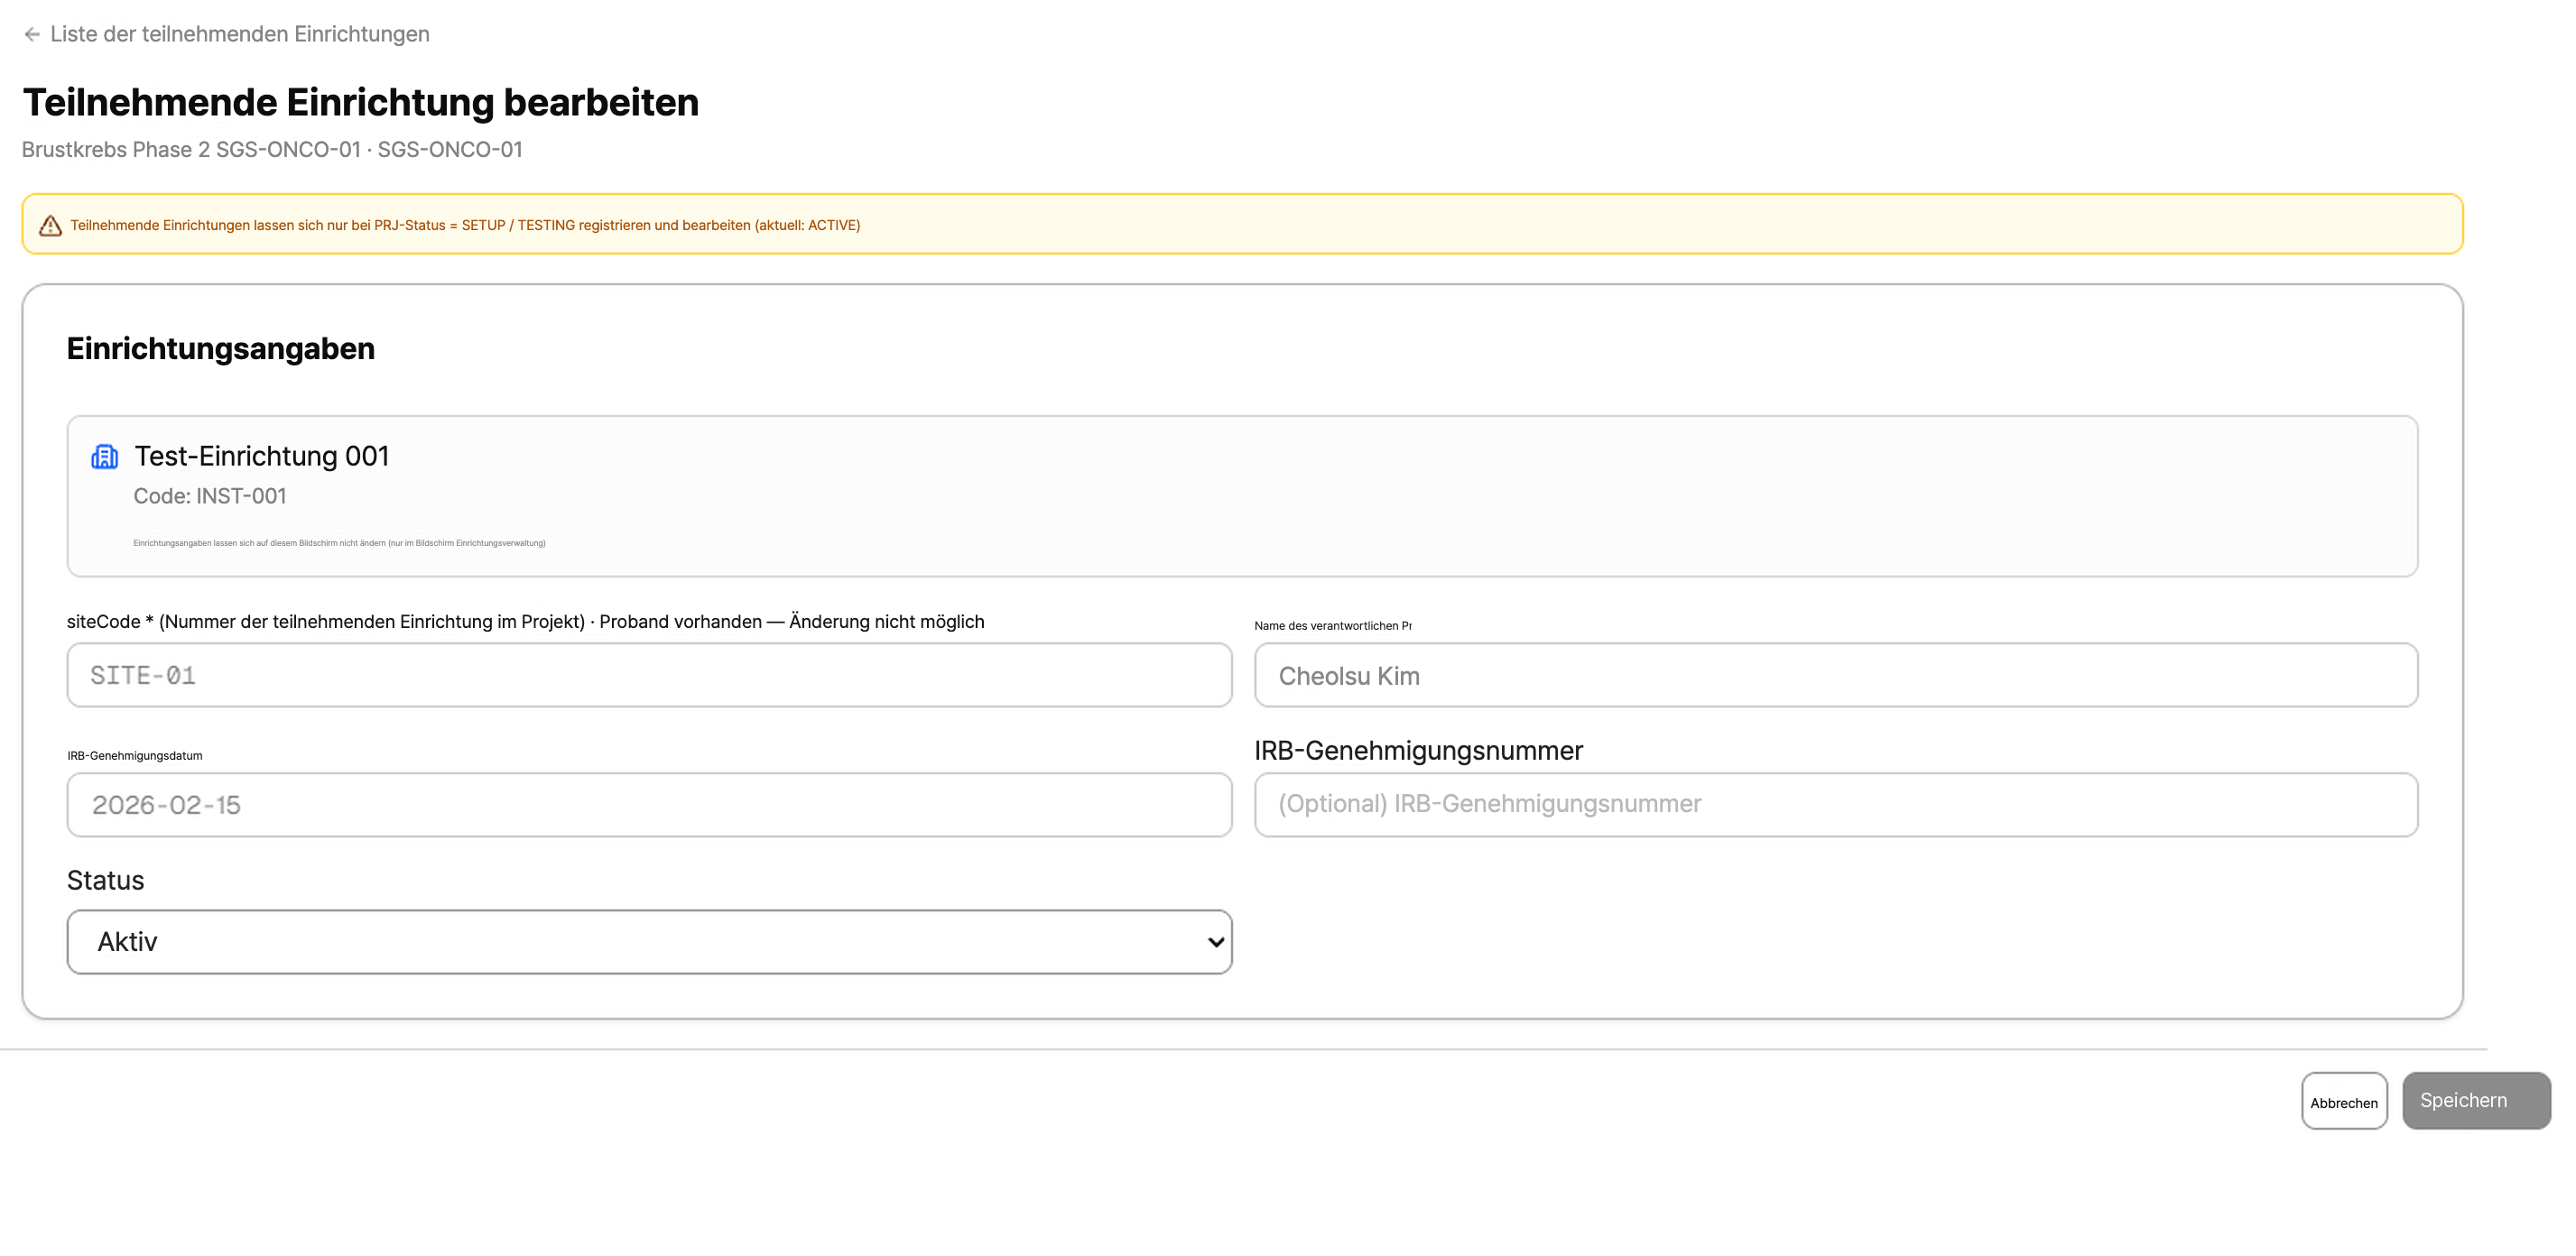 ← Liste der teilnehmenden Einrichtungen
Teilnehmende Einrichtung bearbeiten
Brustkrebs Phase 2 SGS-ONCO-01 · SGS-ONCO-01
Teilnehmende Einrichtungen lassen sich nur bei PRJ-Status = SETUP / TESTING registrieren und bearbeiten (aktuell: ACTIVE)
Einrichtungsangaben
Test-Einrichtung 001
Code: INST-001
Einrichtungsangaben lassen sich auf diesem Bildschirm nicht ändern (nur im Bildschirm Einrichtungsverwaltung)
siteCode * (Nummer der teilnehmenden Einrichtung im Projekt) · Proband vorhanden — Änderung nicht möglich
SITE-01
Name des verantwortlichen Pr
Cheolsu Kim
IRB-Genehmigungsdatum
2026-02-15
IRB-Genehmigungsnummer
(Optional) IRB-Genehmigungsnummer
Status
Aktiv
Abbrechen
Speichern